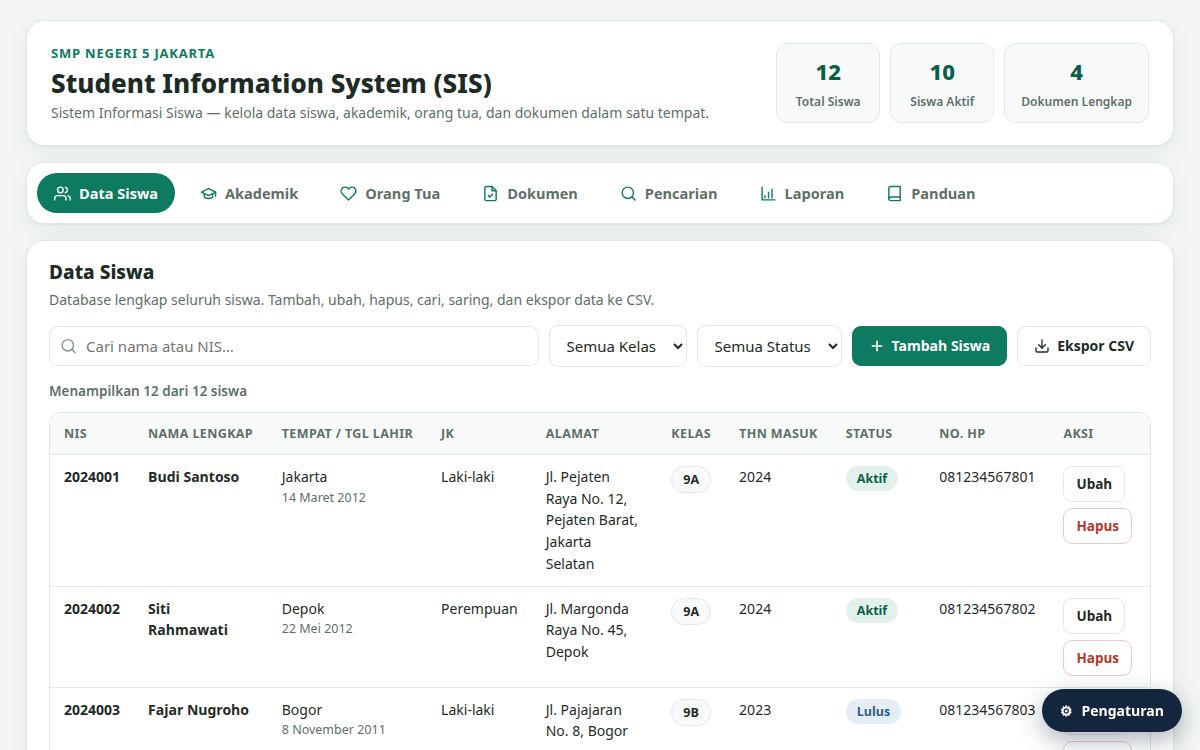 SMP NEGERI 5 JAKARTA
Student Information System (SIS)
Sistem Informasi Siswa — kelola data siswa, akademik, orang tua, dan dokumen dalam satu tempat.
12
Total Siswa
10
Siswa Aktif
4
Dokumen Lengkap
Data Siswa
Akademik
Orang Tua
Dokumen
Pencarian
Laporan
Panduan
Data Siswa
Database lengkap seluruh siswa. Tambah, ubah, hapus, cari, saring, dan ekspor data ke CSV.
Cari nama atau NIS...
Semua Kelas
Semua Status
+ Tambah Siswa
Ekspor CSV
Menampilkan 12 dari 12 siswa
NIS NAMA LENGKAP TEMPAT / TGL LAHIR JK ALAMAT KELAS THN MASUK STATUS NO. HP AKSI
2024001
Budi Santoso
Jakarta
14 Maret 2012
Laki-laki
Jl. Pejaten
Raya No. 12,
Pejaten Barat,
Jakarta
Selatan
9A
2024
Aktif
081234567801
Ubah
Hapus
2024002
Siti
Rahmawati
Depok
22 Mei 2012
Perempuan
Jl. Margonda
Raya No. 45,
Depok
9A
2024
Aktif
081234567802
Ubah
Hapus
2024003
Fajar Nugroho
Bogor
8 November 2011
Laki-laki
Jl. Pajajaran
No. 8, Bogor
9B
2023
Lulus
081234567803
Pengaturan